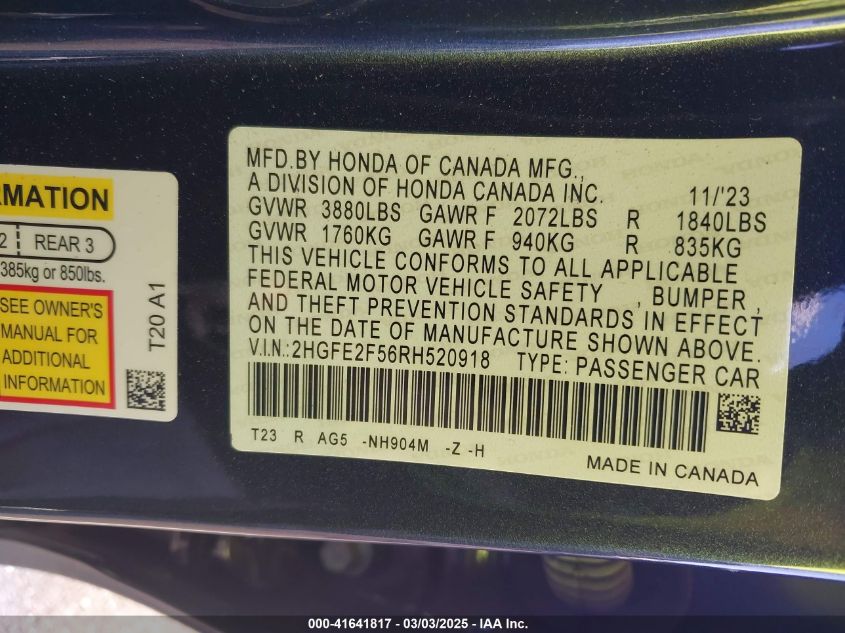 RMATION
2 | REAR 3
385kg or 850lbs.
SEE OWNER'S
MANUAL FOR
ADDITIONAL
INFORMATION
T20 A1
MFD.BY HONDA OF CANADA MFG.,
A DIVISION OF HONDA CANADA INC. 11/'23
GVWR 3880LBS GAWR F 2072LBS R 1840LBS
GVWR 1760KG GAWR F 940KG R 835KG
THIS VEHICLE CONFORMS TO ALL APPLICABLE
FEDERAL MOTOR VEHICLE SAFETY , BUMPER ,
AND THEFT PREVENTION STANDARDS IN EFFECT
ON THE DATE OF MANUFACTURE SHOWN ABOVE.
V.I.N.:2HGFE2F56RH520918 TYPE: PASSENGER CAR
T23 R AG5 -NH904M -Z -H
MADE IN CANADA
000-41641817 - 03/03/2025 - IAA Inc.